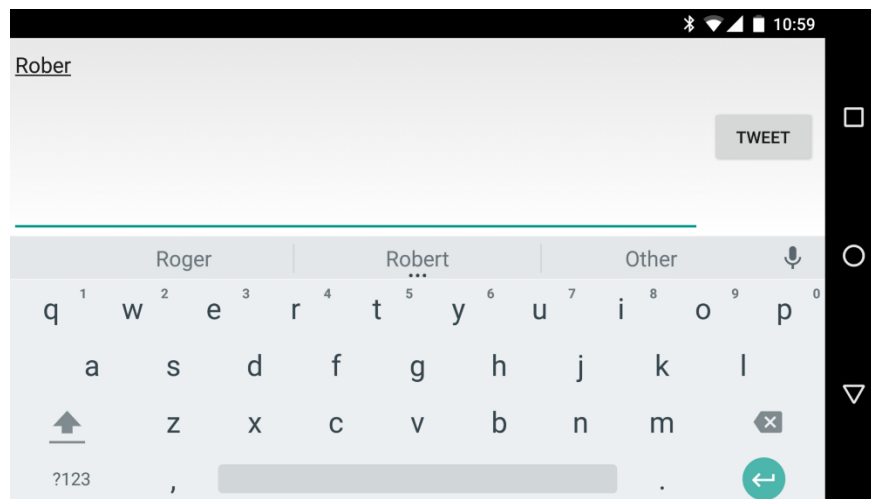 10:59
Rober
TWEET
Roger Robert Other
q 1 w 2 e 3 r 4 t 5 y 6 u 7 i 8 o 9 p 0
a s d f g h j k l
z x c v b n m
?123 , .